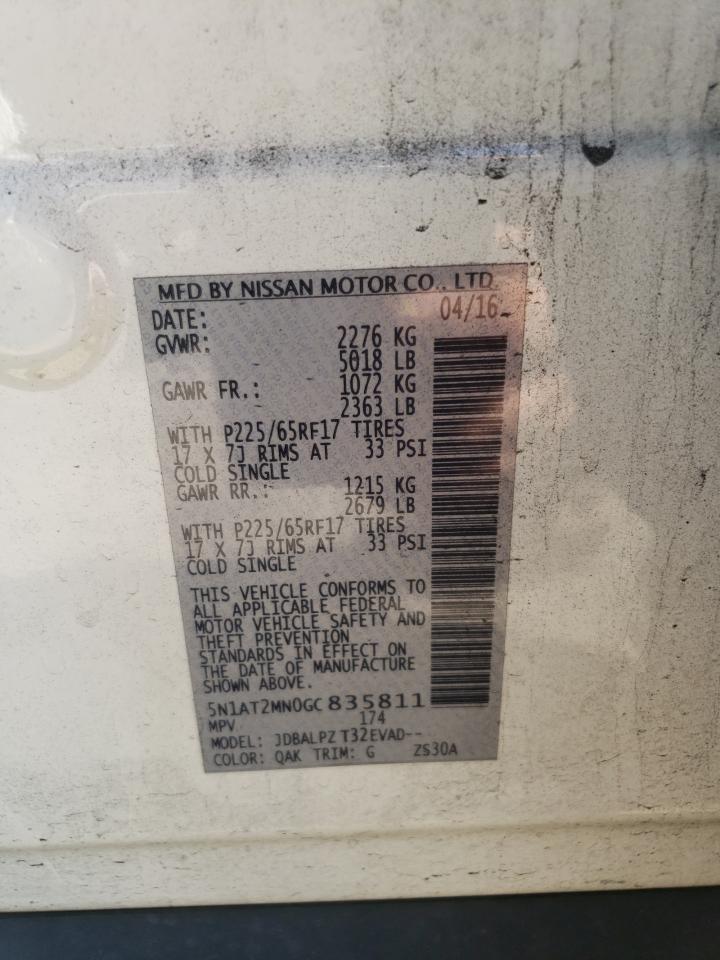 MFD BY NISSAN MOTOR CO., LTD.
DATE: 04/16
GVWR: 2276 KG
5018 LB
GAWR FR.: 1072 KG
2363 LB
WITH P225/65RF17 TIRES
17 X 7J RIMS AT 33 PSI
COLD SINGLE
GAWR RR.: 1215 KG
2679 LB
WITH P225/65RF17 TIRES
17 X 7J RIMS AT 33 PSI
COLD SINGLE
THIS VEHICLE CONFORMS TO
ALL APPLICABLE FEDERAL
MOTOR VEHICLE SAFETY AND
THEFT PREVENTION
STANDARDS IN EFFECT ON
THE DATE OF MANUFACTURE
SHOWN ABOVE.
5N1AT2MN0GC835811
MPV 174
MODEL: JDBALPZ T32EVAD--
COLOR: QAK TRIM: G ZS30A